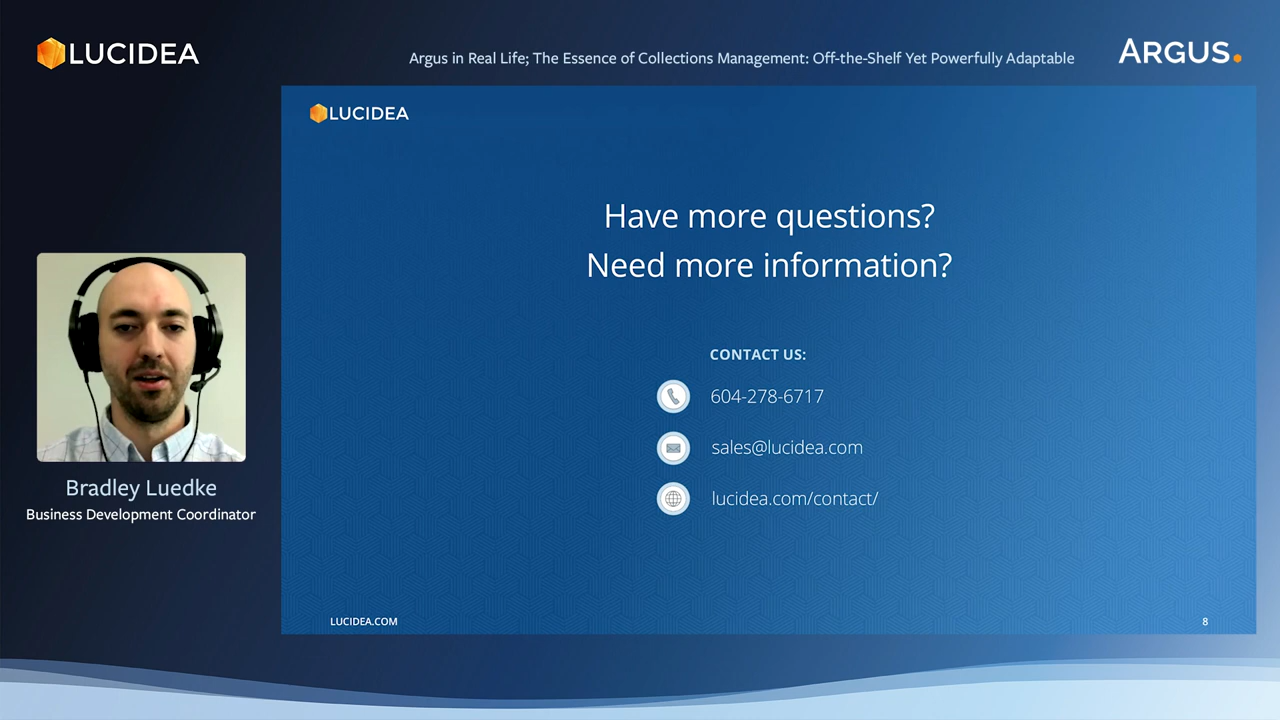 LUCIDEA
Argus in Real Life; The Essence of Collections Management: Off-the-Shelf Yet Powerfully Adaptable
ARGUS.
LUCIDEA
Have more questions?
Need more information?
CONTACT US:
604-278-6717
sales@lucidea.com
lucidea.com/contact/
Bradley Luedke
Business Development Coordinator
LUCIDEA.COM
8